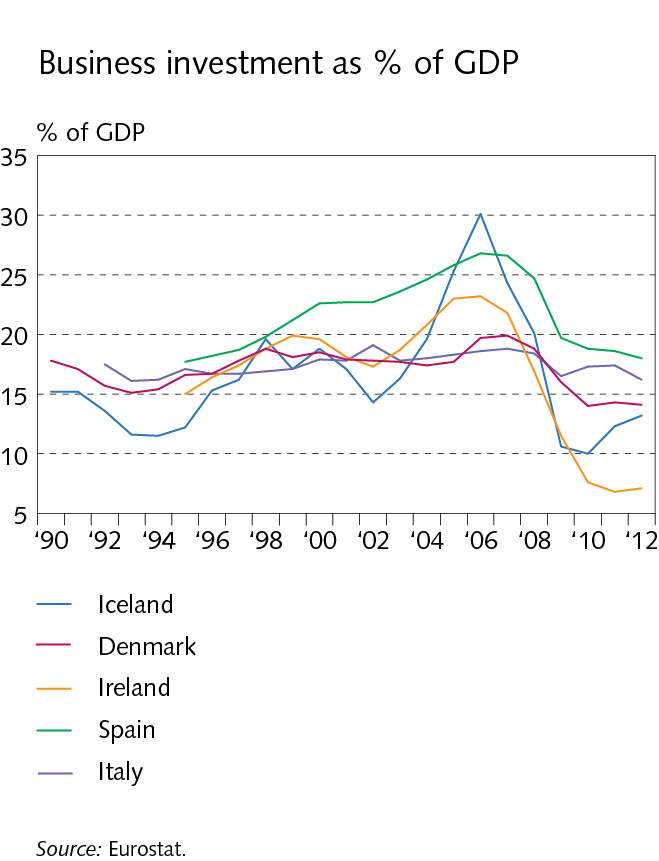 Business investment as % of GDP
% of GDP
35
30
25
20
15
10
5
‘90 ‘92 ‘94 ‘96 ‘98 ‘00 ‘02 ‘04 ‘06 ‘08 ‘10 ‘12
Iceland
Denmark
Ireland
Spain
Italy
Source: Eurostat.